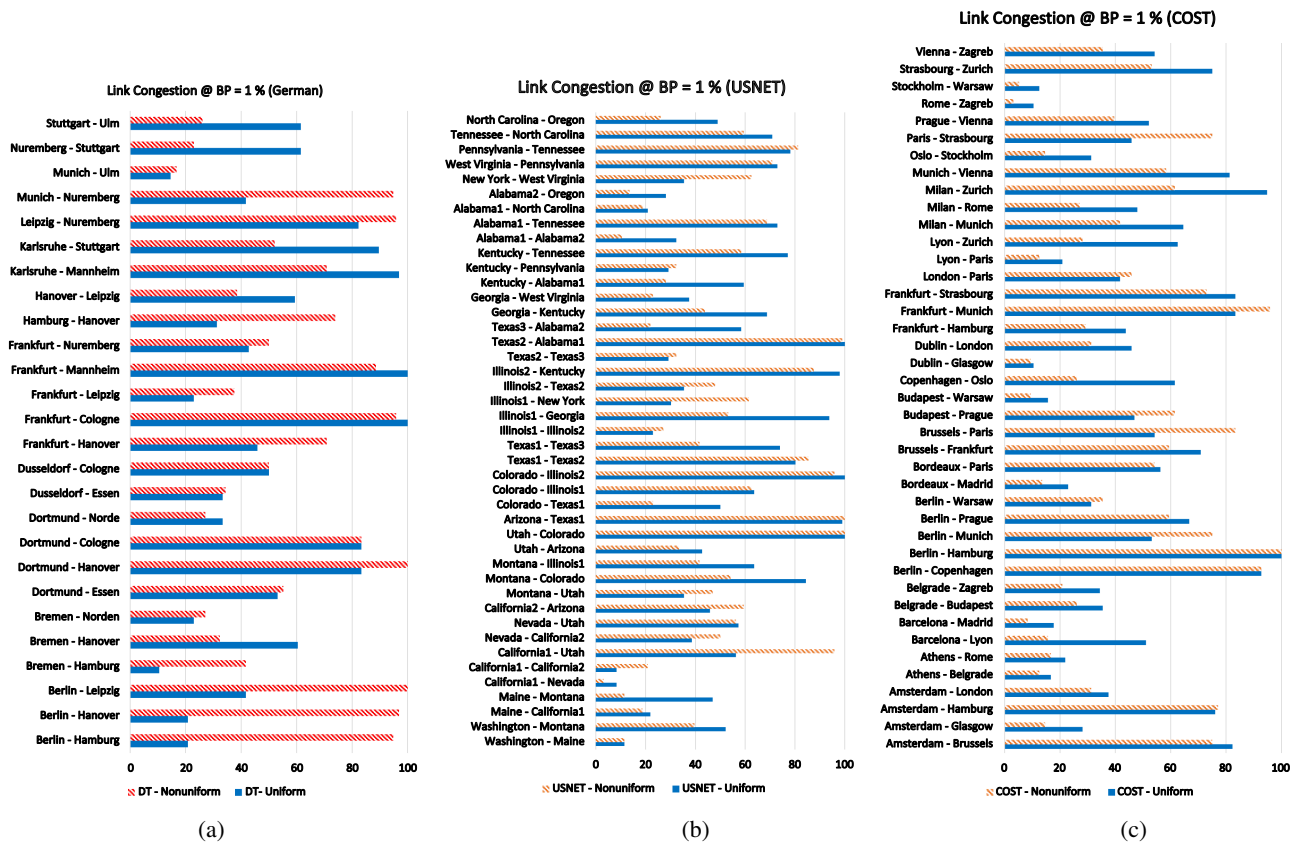 Link Congestion @ BP = 1 % (German)
Stuttgart - Ulm
Nuremberg - Stuttgart
Munich - Ulm
Munich - Nuremberg
Leipzig - Nuremberg
Karlsruhe - Stuttgart
Karlsruhe - Mannheim
Hanover - Leipzig
Hamburg - Hanover
Frankfurt - Nuremberg
Frankfurt - Mannheim
Frankfurt - Leipzig
Frankfurt - Cologne
Frankfurt - Hanover
Dusseldorf - Cologne
Dusseldorf - Essen
Dortmund - Norde
Dortmund - Cologne
Dortmund - Hanover
Dortmund - Essen
Bremen - Norden
Bremen - Hanover
Bremen - Hamburg
Berlin - Leipzig
Berlin - Hanover
Berlin - Hamburg
0 20 40 60 80 100
DT - Nonuniform DT- Uniform
(a)
Link Congestion @ BP = 1 % (USNET)
North Carolina - Oregon
Tennessee - North Carolina
Pennsylvania - Tennessee
West Virginia - Pennsylvania
New York - West Virginia
Alabama2 - Oregon
Alabama1 - North Carolina
Alabama1 - Tennessee
Alabama1 - Alabama2
Kentucky - Tennessee
Kentucky - Pennsylvania
Kentucky - Alabama1
Georgia - West Virginia
Georgia - Kentucky
Texas3 - Alabama2
Texas2 - Alabama1
Texas2 - Texas3
Illinois2 - Kentucky
Illinois2 - Texas2
Illinois1 - New York
Illinois1 - Georgia
Illinois1 - Illinois2
Texas1 - Texas3
Texas1 - Texas2
Colorado - Illinois2
Colorado - Illinois1
Colorado - Texas1
Arizona - Texas1
Utah - Colorado
Utah - Arizona
Montana - Illinois1
Montana - Colorado
Montana - Utah
California2 - Arizona
Nevada - Utah
Nevada - California2
California1 - Utah
California1 - California2
California1 - Nevada
Maine - Montana
Maine - California1
Washington - Montana
Washington - Maine
0 20 40 60 80 100
USNET - Nonuniform USNET - Uniform
(b)
Link Congestion @ BP = 1 % (COST)
Vienna - Zagreb
Strasbourg - Zurich
Stockholm - Warsaw
Rome - Zagreb
Prague - Vienna
Paris - Strasbourg
Oslo - Stockholm
Munich - Vienna
Milan - Zurich
Milan - Rome
Milan - Munich
Lyon - Zurich
Lyon - Paris
London - Paris
Frankfurt - Strasbourg
Frankfurt - Munich
Frankfurt - Hamburg
Dublin - London
Dublin - Glasgow
Copenhagen - Oslo
Budapest - Warsaw
Budapest - Prague
Brussels - Paris
Brussels - Frankfurt
Bordeaux - Paris
Bordeaux - Madrid
Berlin - Warsaw
Berlin - Prague
Berlin - Munich
Berlin - Hamburg
Berlin - Copenhagen
Belgrade - Zagreb
Belgrade - Budapest
Barcelona - Madrid
Barcelona - Lyon
Athens - Rome
Athens - Belgrade
Amsterdam - London
Amsterdam - Hamburg
Amsterdam - Glasgow
Amsterdam - Brussels
0 20 40 60 80 100
COST - Nonuniform COST - Uniform
(c)